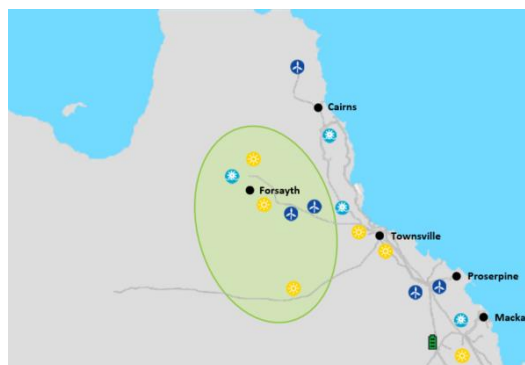 Cairns
Forsayth
Townsville
Proserpine
Macka